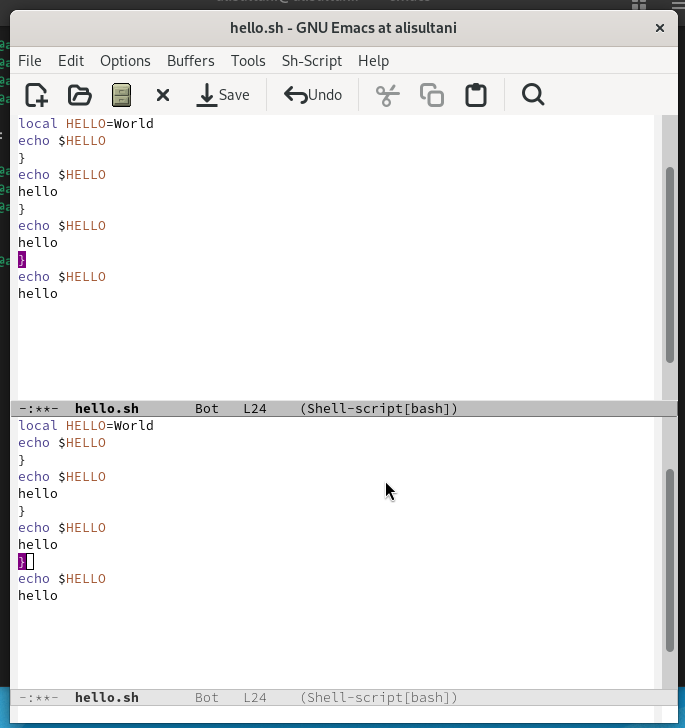 hello.sh - GNU Emacs at alisultani
File Edit Options Buffers Tools Sh-Script Help
Save Undo
local HELLO=World
echo $HELLO
}
echo $HELLO
hello
}
echo $HELLO
hello
}
echo $HELLO
hello
-:**- hello.sh Bot L24 (Shell-script[bash])
local HELLO=World
echo $HELLO
}
echo $HELLO
hello
}
echo $HELLO
hello
}
echo $HELLO
hello
-:**- hello.sh Bot L24 (Shell-script[bash])